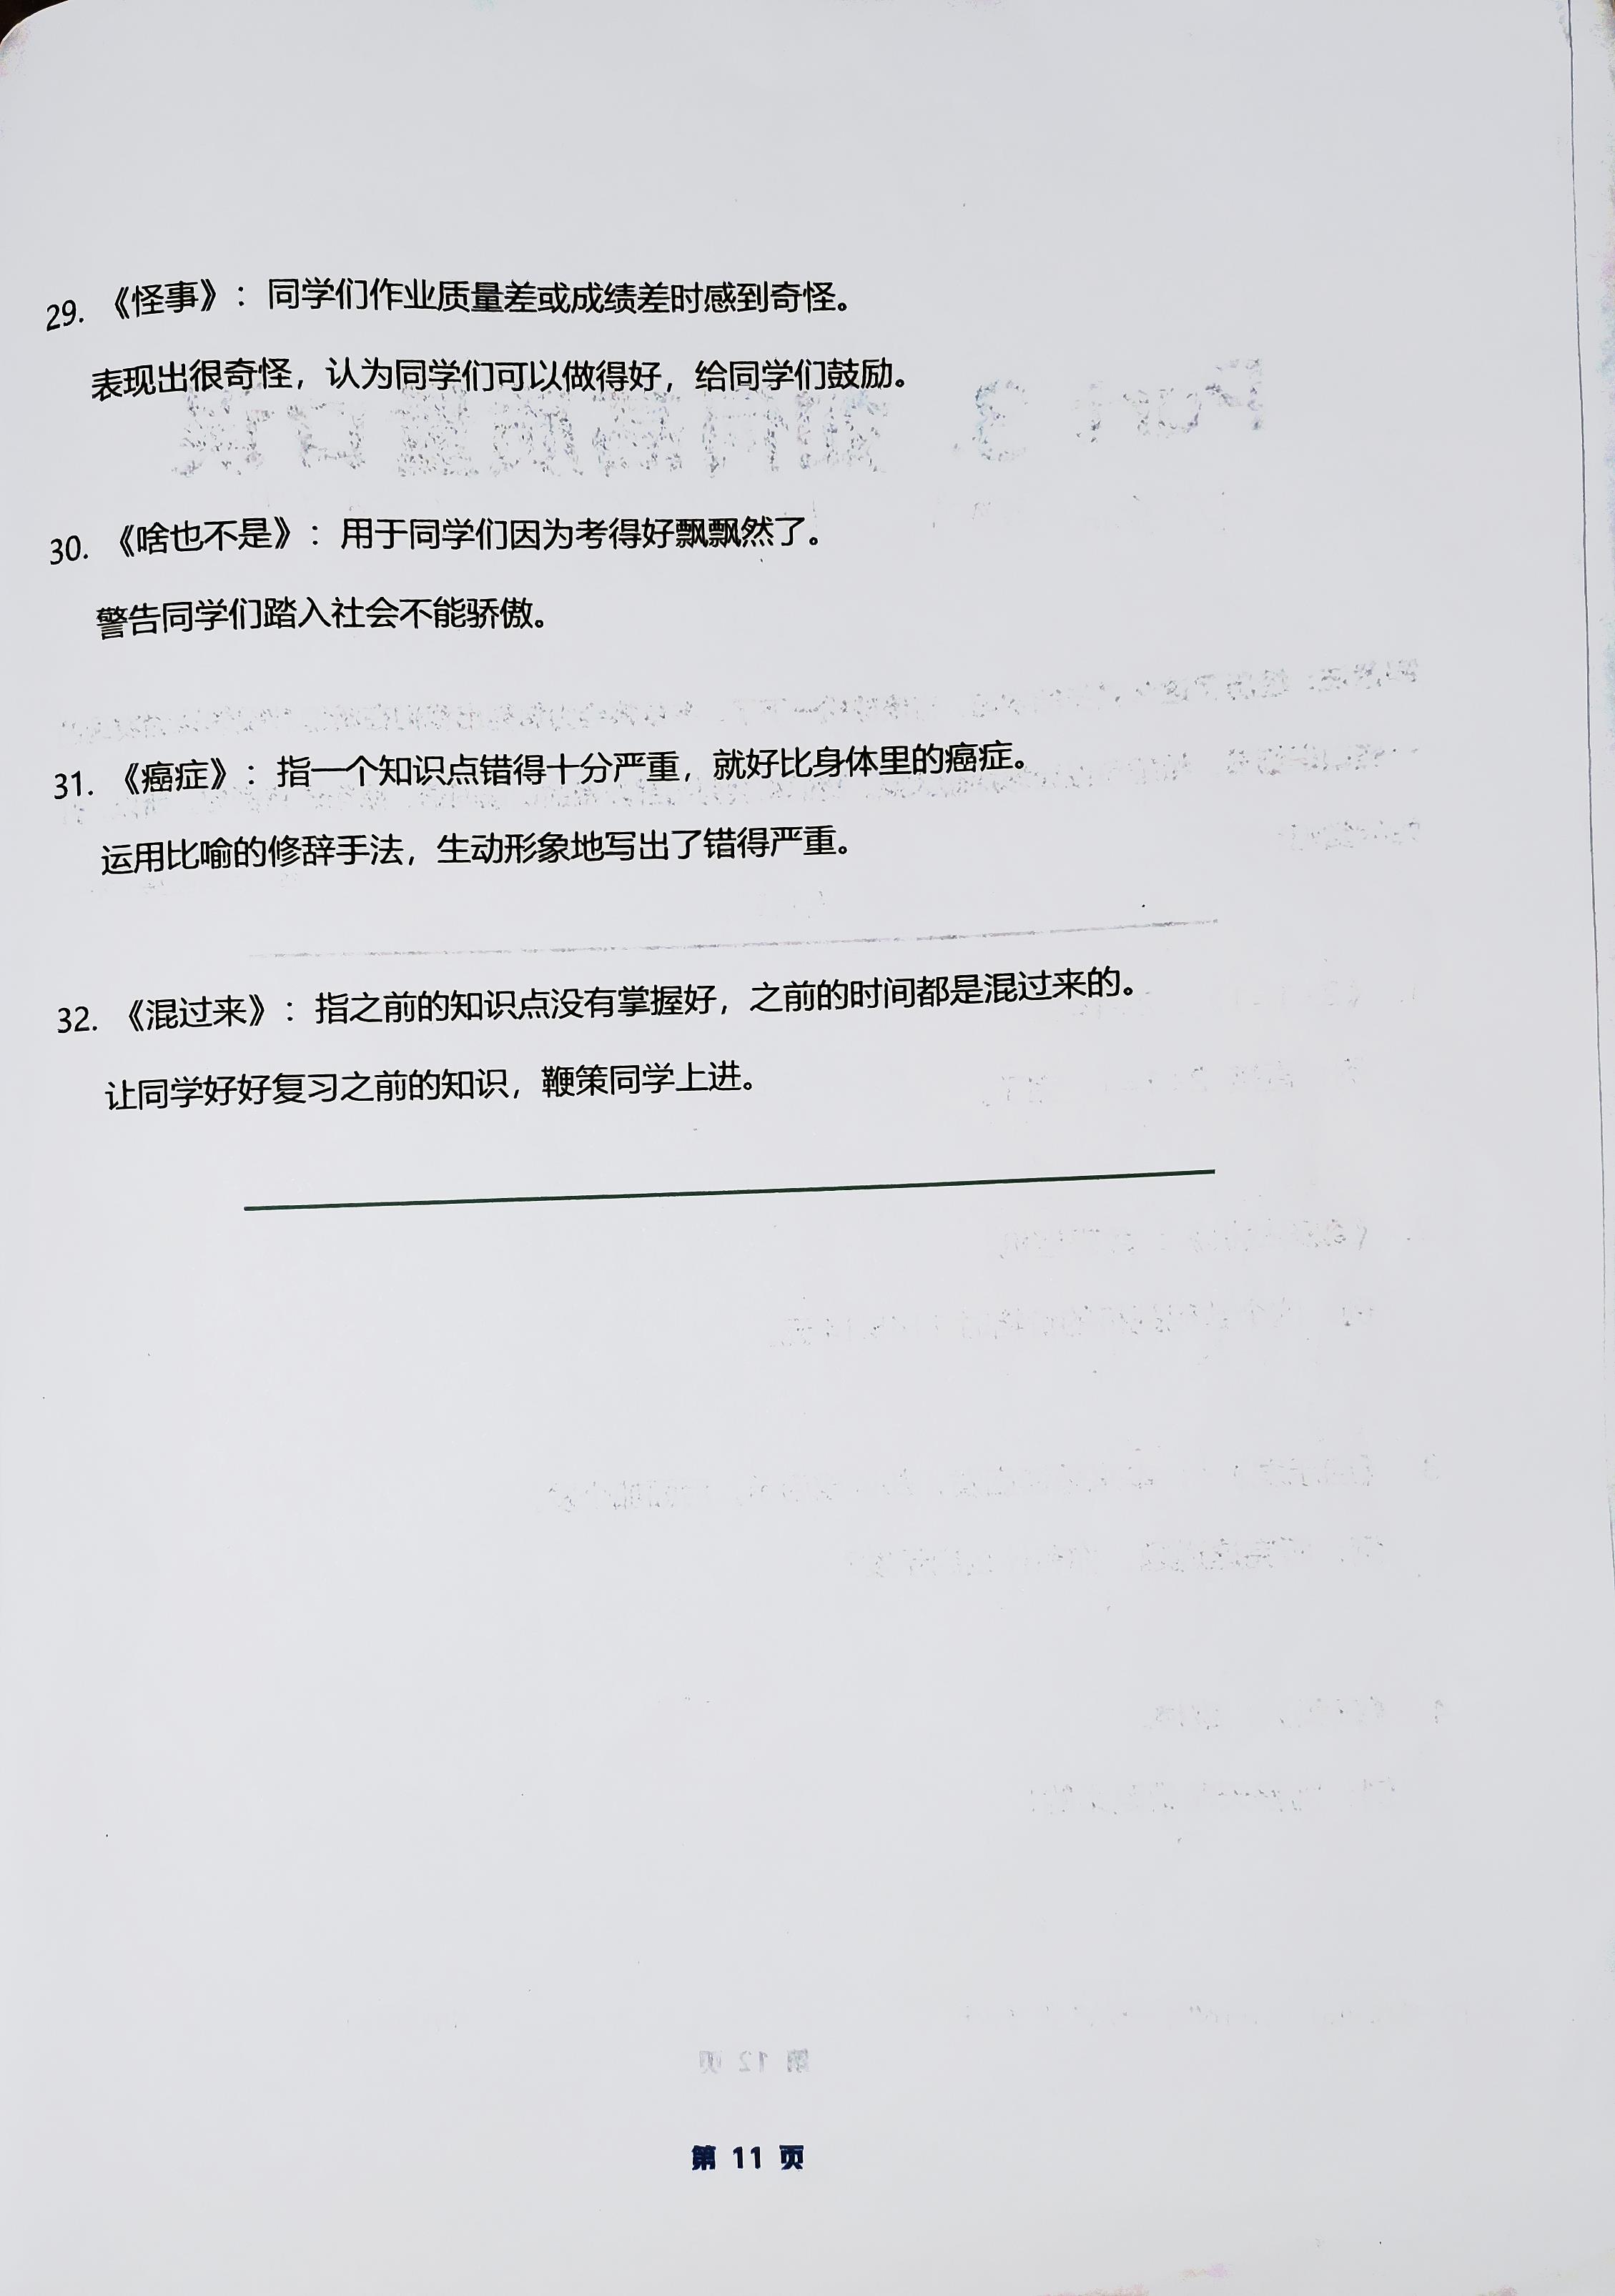 29. 《怪事》：同学们作业质量差或成绩差时感到奇怪。
表现出很奇怪，认为同学们可以做得好，给同学们鼓励。
30. 《啥也不是》：用于同学们因为考得好飘飘然了。
警告同学们踏入社会不能骄傲。
31. 《癌症》：指一个知识点错得十分严重，就好比身体里的癌症。
运用比喻的修辞手法，生动形象地写出了错得严重。
32. 《混过来》：指之前的知识点没有掌握好，之前的时间都是混过来的。
让同学好好复习之前的知识，鞭策同学上进。
第 12 页
第 11 页